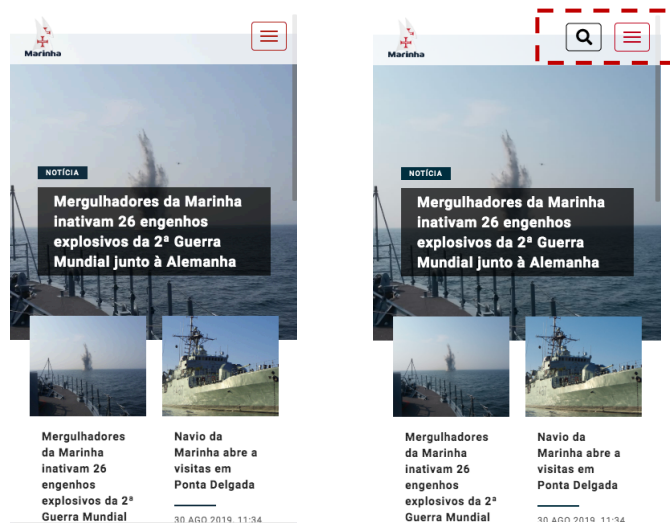 Marinha
NOTÍCIA
Mergulhadores da Marinha
inativam 26 engenhos
explosivos da 2ª Guerra
Mundial junto à Alemanha
Mergulhadores
da Marinha
inativam 26
engenhos
explosivos da 2ª
Guerra Mundial
Navio da
Marinha abre a
visitas em
Ponta Delgada
30 AGO 2019, 11:34
Marinha
NOTÍCIA
Mergulhadores da Marinha
inativam 26 engenhos
explosivos da 2ª Guerra
Mundial junto à Alemanha
Mergulhadores
da Marinha
inativam 26
engenhos
explosivos da 2ª
Guerra Mundial
Navio da
Marinha abre a
visitas em
Ponta Delgada
30 AGO 2019, 11:34